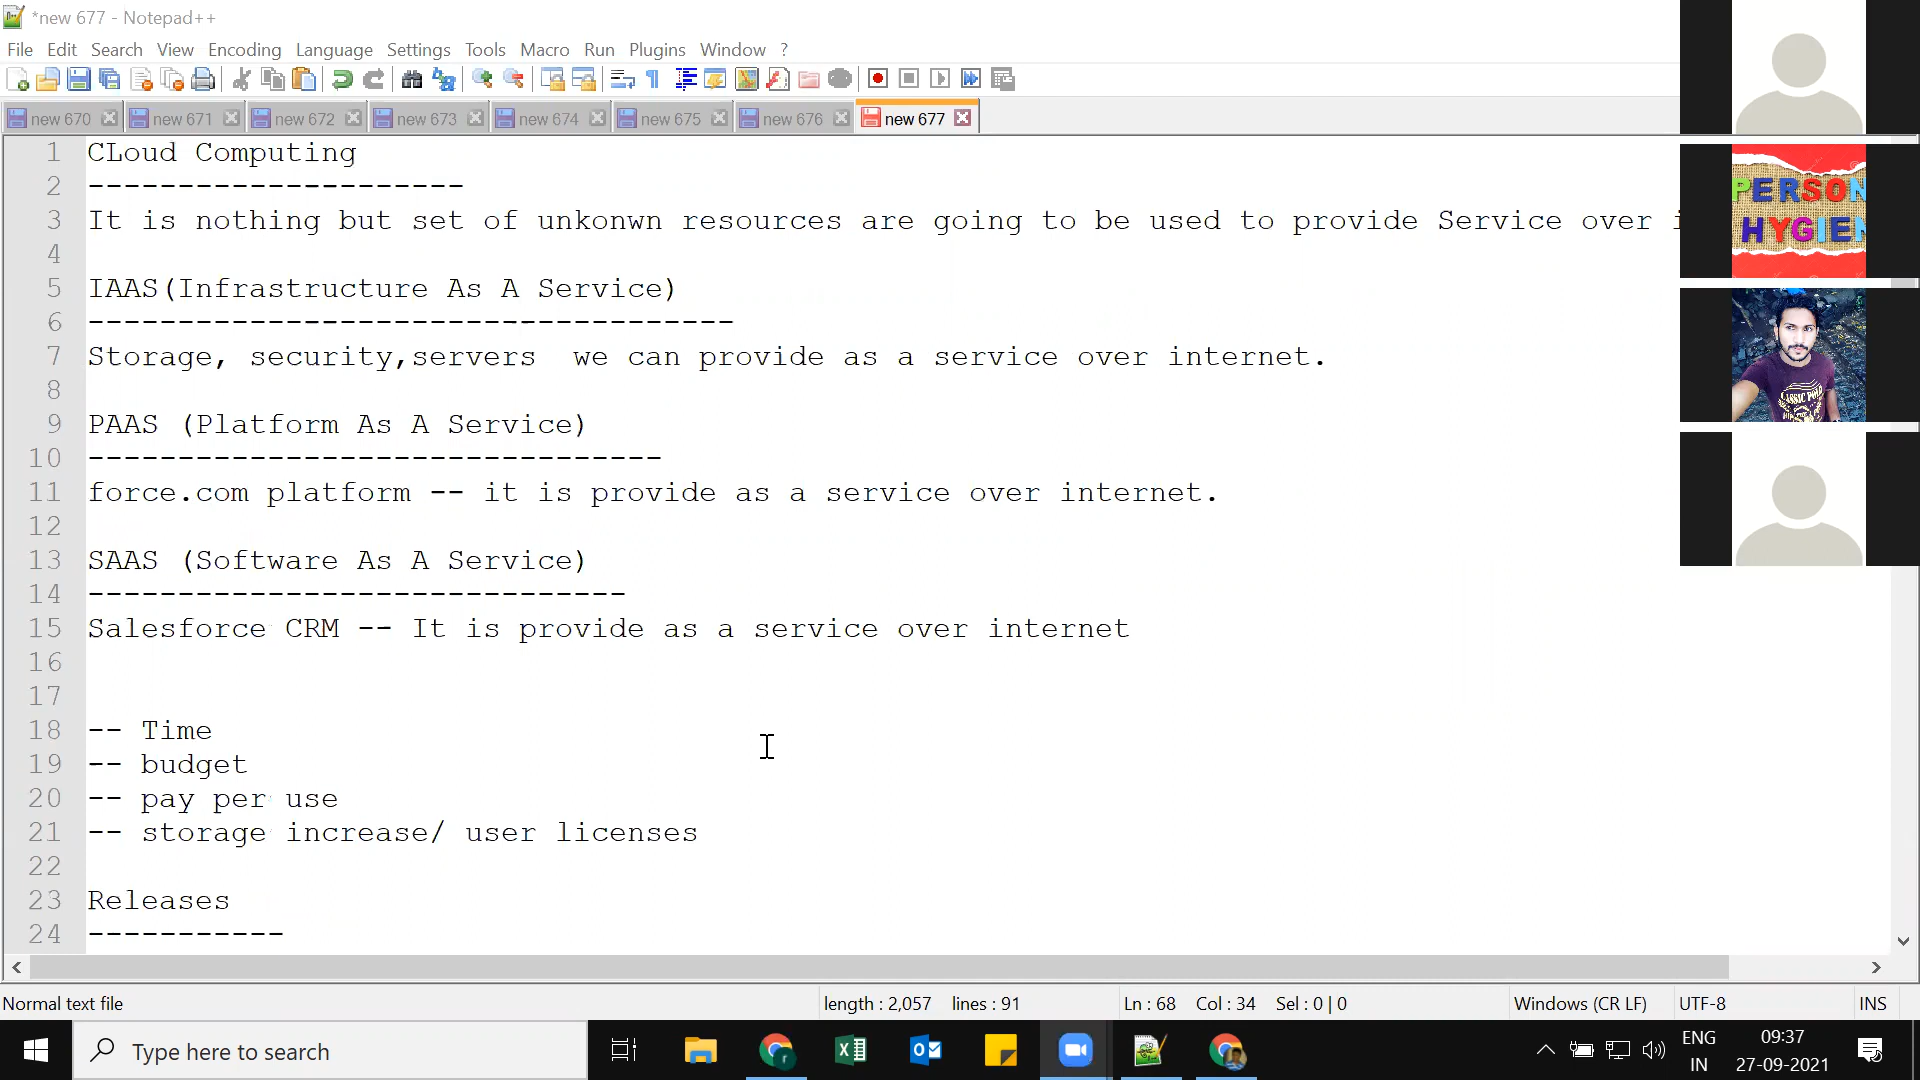 *new 677 - Notepad++
File Edit Search View Encoding Language Settings Tools Macro Run Plugins Window ?
new 670 new 671 new 672 new 673 new 674 new 675 new 676 new 677
1 CLoud Computing
2 ---------------------
3 It is nothing but set of unkonwn resources are going to be used to provide Service over
4
5 IAAS(Infrastructure As A Service)
6 ------------------------------------
7 Storage, security,servers  we can provide as a service over internet.
8
9 PAAS (Platform As A Service)
10 --------------------------------
11 force.com platform -- it is provide as a service over internet.
12
13 SAAS (Software As A Service)
14 ------------------------------
15 Salesforce CRM -- It is provide as a service over internet
16
17
18 -- Time
19 -- budget
20 -- pay per use
21 -- storage increase/ user licenses
22
23 Releases
24 -----------
PERSON
HYGIEN
CLASSIC POLO
Normal text file length : 2,057 lines : 91 Ln : 68 Col : 34 Sel : 0 | 0 Windows (CR LF) UTF-8 INS
Type here to search
ENG
IN
09:37
27-09-2021